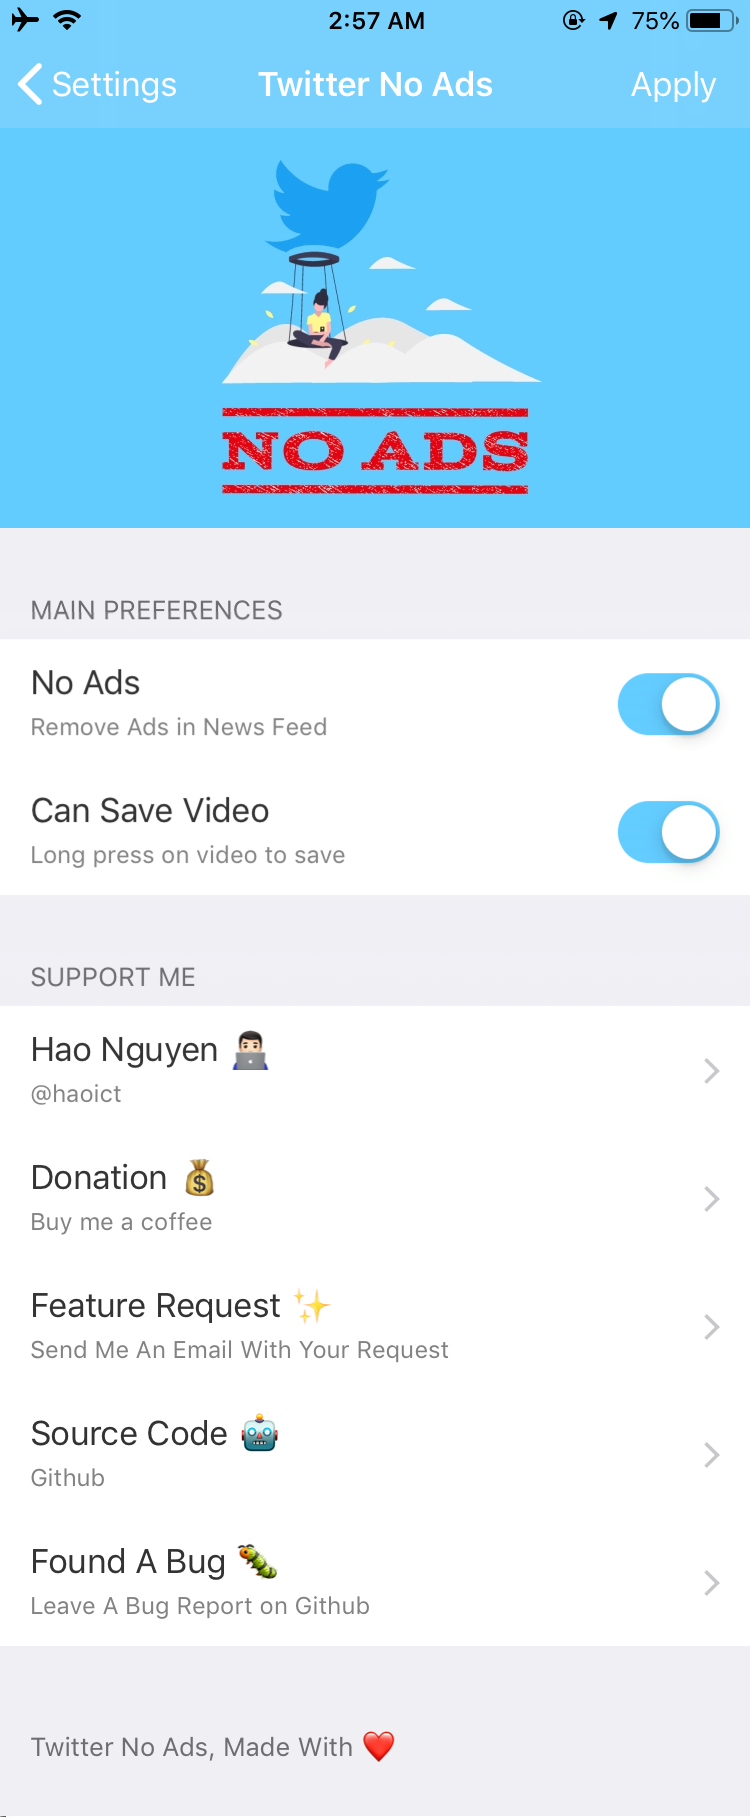 2:57 AM
75%
Settings
Twitter No Ads
Apply
NO ADS
MAIN PREFERENCES
No Ads
Remove Ads in News Feed
Can Save Video
Long press on video to save
SUPPORT ME
Hao Nguyen 👨🏻‍💻
@haoict
Donation 💰
Buy me a coffee
Feature Request ✨
Send Me An Email With Your Request
Source Code 🤖
Github
Found A Bug 🐛
Leave A Bug Report on Github
Twitter No Ads, Made With ❤️